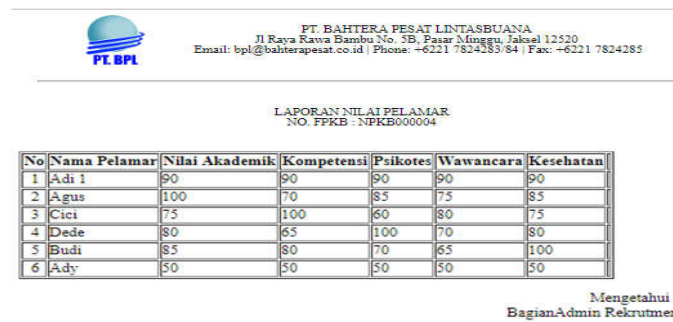 PT. BPL
PT. BAHTERA PESAT LINTASBUANA
Jl Raya Rawa Bambu No. 5B, Pasar Minggu, Jaksel 12520
Email: bpl@bahterapesat.co.id | Phone: +6221 7824283/84 | Fax: +6221 7824285
LAPORAN NILAI PELAMAR
NO. FPKB : NPKB000004
No Nama Pelamar Nilai Akademik Kompetensi Psikotes Wawancara Kesehatan
1 Adi 1 90 90 90 90 90
2 Agus 100 70 85 75 85
3 Cici 75 100 60 80 75
4 Dede 80 65 100 70 80
5 Budi 85 80 70 65 100
6 Ady 50 50 50 50 50
Mengetahui
BagianAdmin Rekrutmen